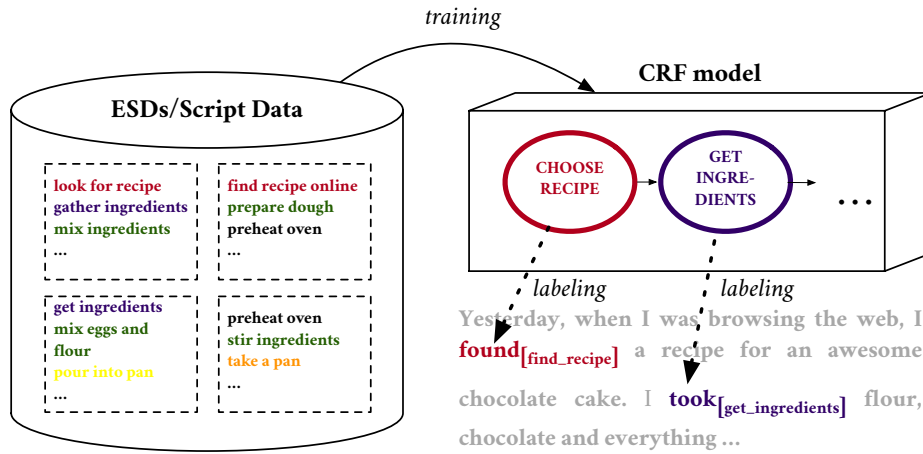 training
ESDs/Script Data
look for recipe
gather ingredients
mix ingredients
...
find recipe online
prepare dough
preheat oven
...
get ingredients
mix eggs and
flour
pour into pan
...
preheat oven
stir ingredients
take a pan
...
CRF model
CHOOSE
RECIPE
GET
INGRE-
DIENTS
...
labeling
labeling
Yesterday, when I was browsing the web, I
found[find_recipe] a recipe for an awesome
chocolate cake. I took[get_ingredients] flour,
chocolate and everything ...